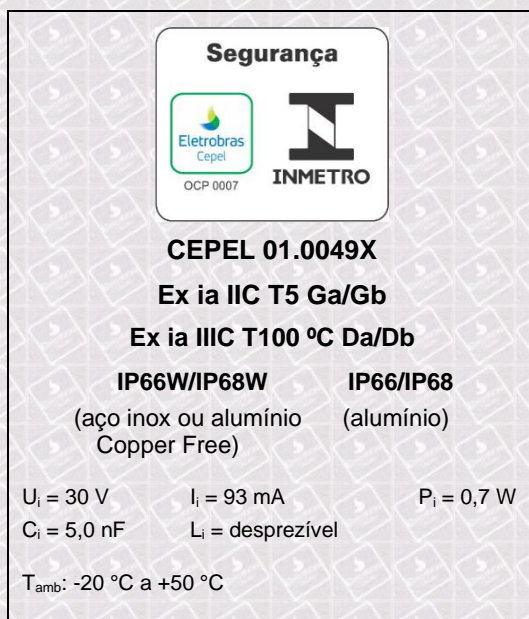 Segurança
Eletrobras
Cepel
OCP 0007
INMETRO
CEPEL 01.0049X
Ex ia IIC T5 Ga/Gb
Ex ia IIIC T100 ºC Da/Db
IP66W/IP68W IP66/IP68
(aço inox ou alumínio (alumínio)
Copper Free)
Uᵢ = 30 V Iᵢ = 93 mA Pᵢ = 0,7 W
Cᵢ = 5,0 nF Lᵢ = desprezível
Tamb: -20 °C a +50 °C